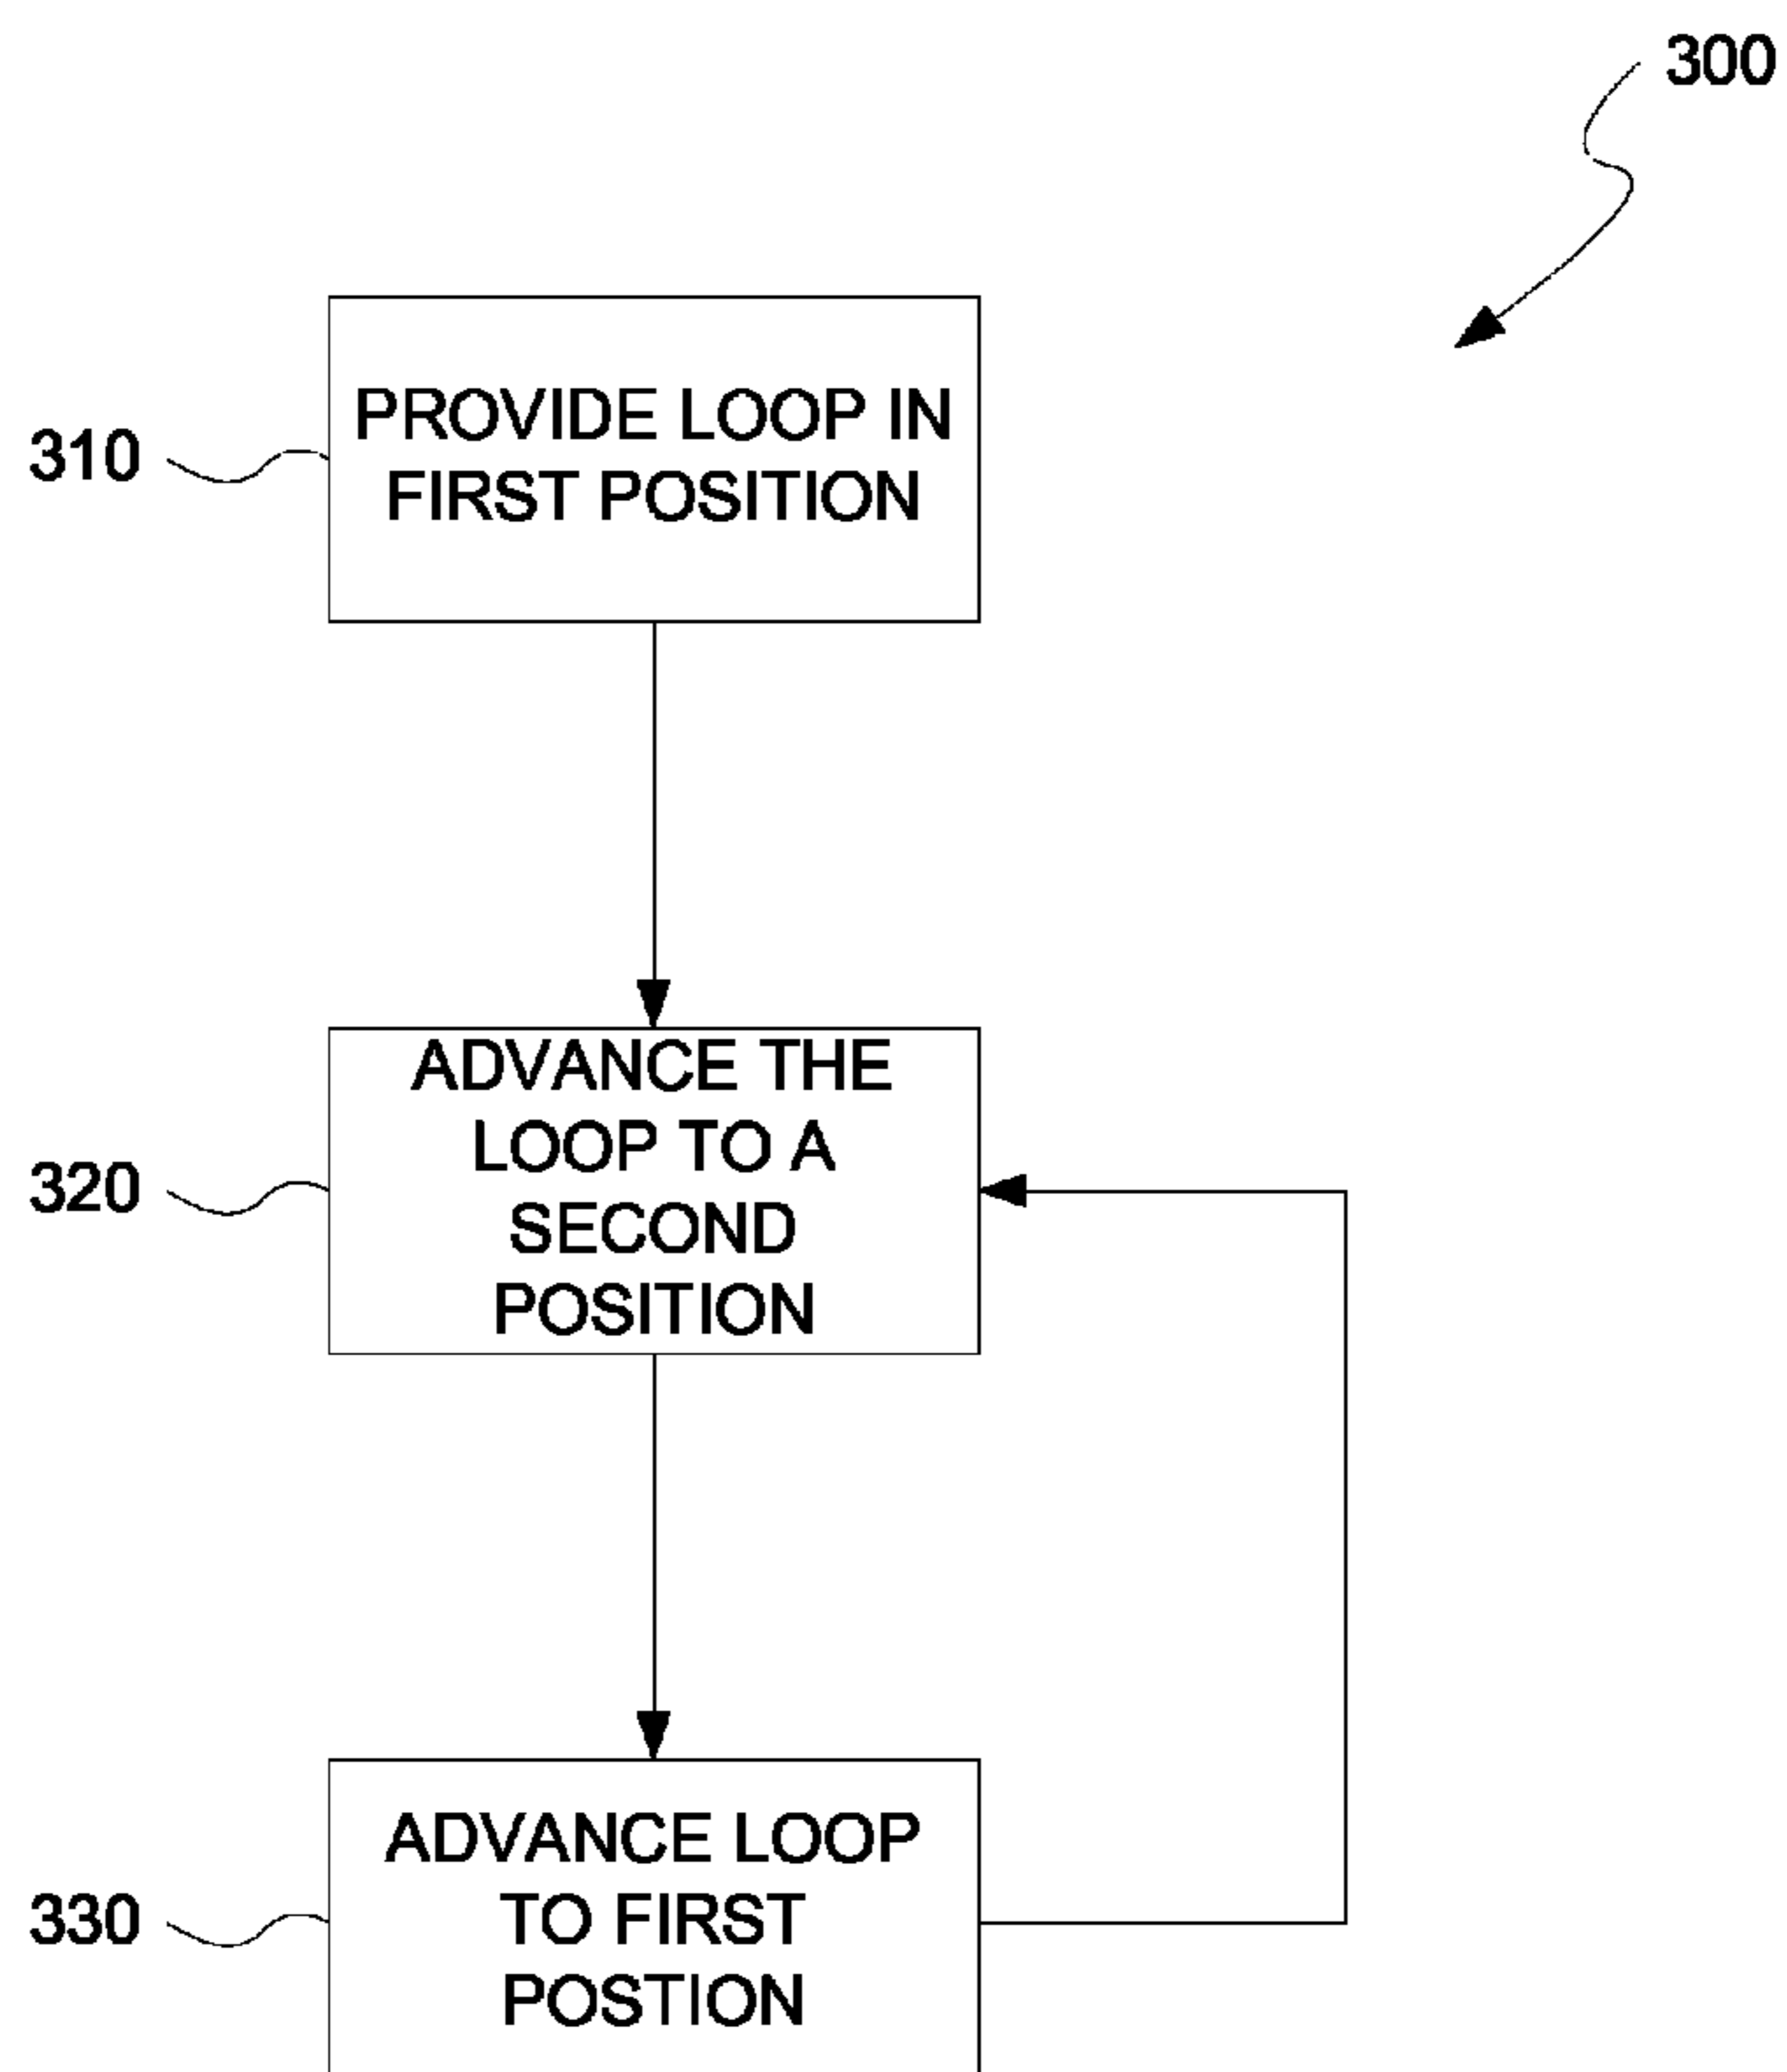 300
310
PROVIDE LOOP IN
FIRST POSITION
320
ADVANCE THE
LOOP TO A
SECOND
POSITION
330
ADVANCE LOOP
TO FIRST
POSTION